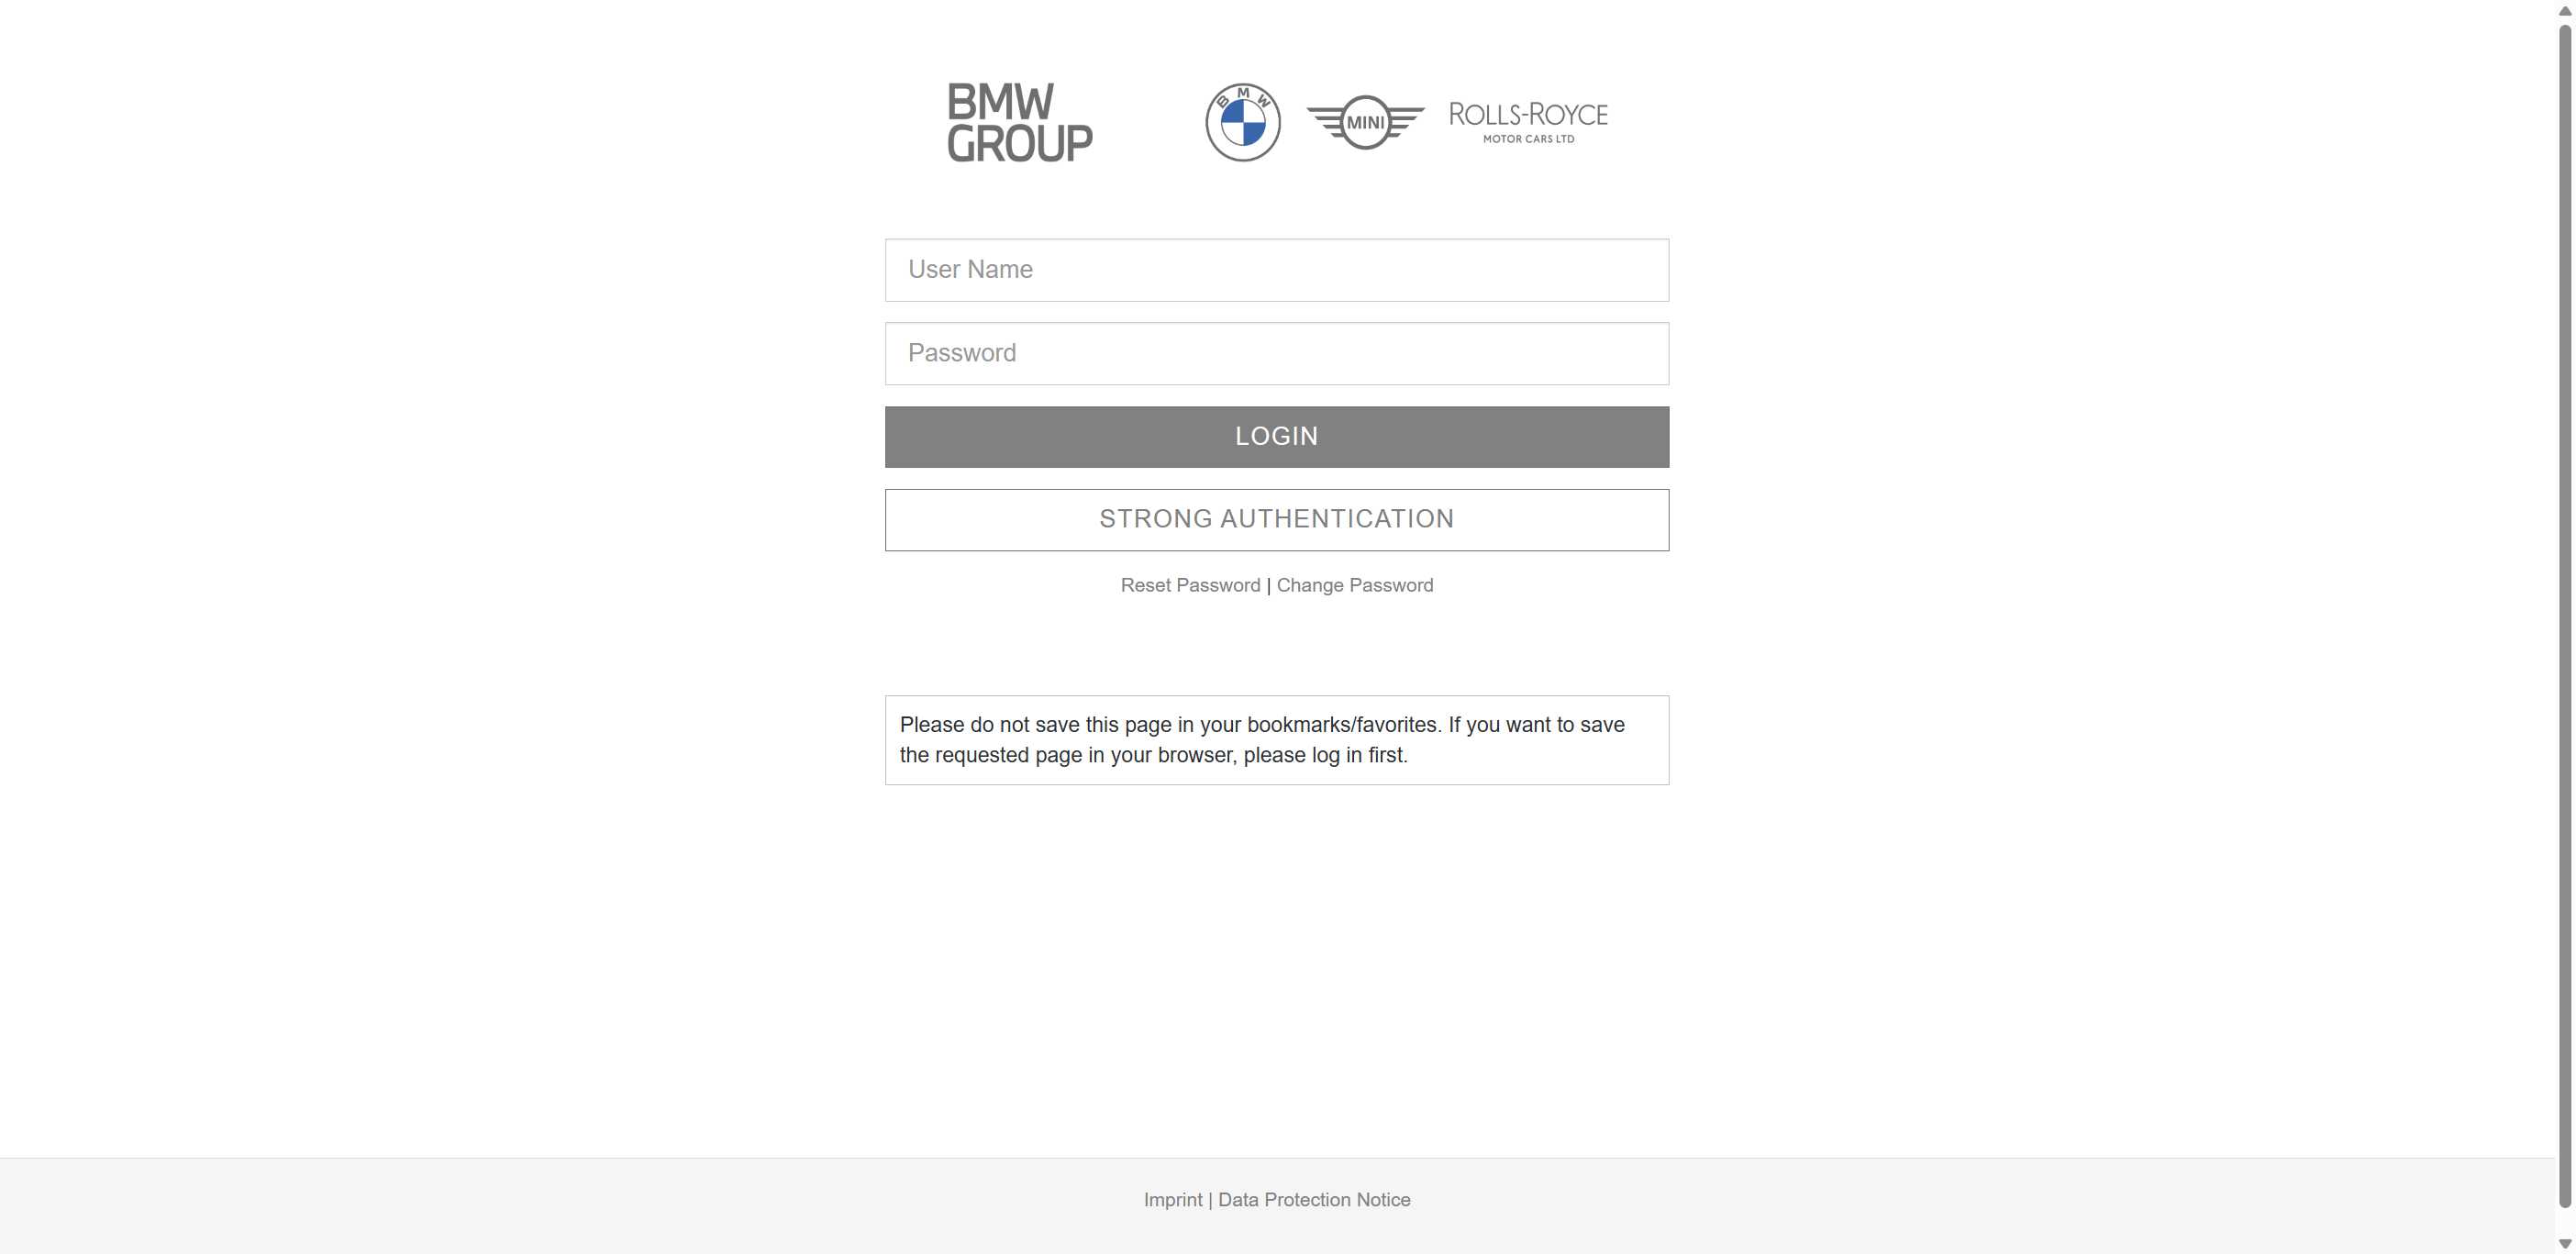 BMW
GROUP
BMW
MINI
ROLLS-ROYCE
MOTOR CARS LTD
User Name
Password
LOGIN
STRONG AUTHENTICATION
Reset Password | Change Password
Please do not save this page in your bookmarks/favorites. If you want to save
the requested page in your browser, please log in first.
Imprint | Data Protection Notice